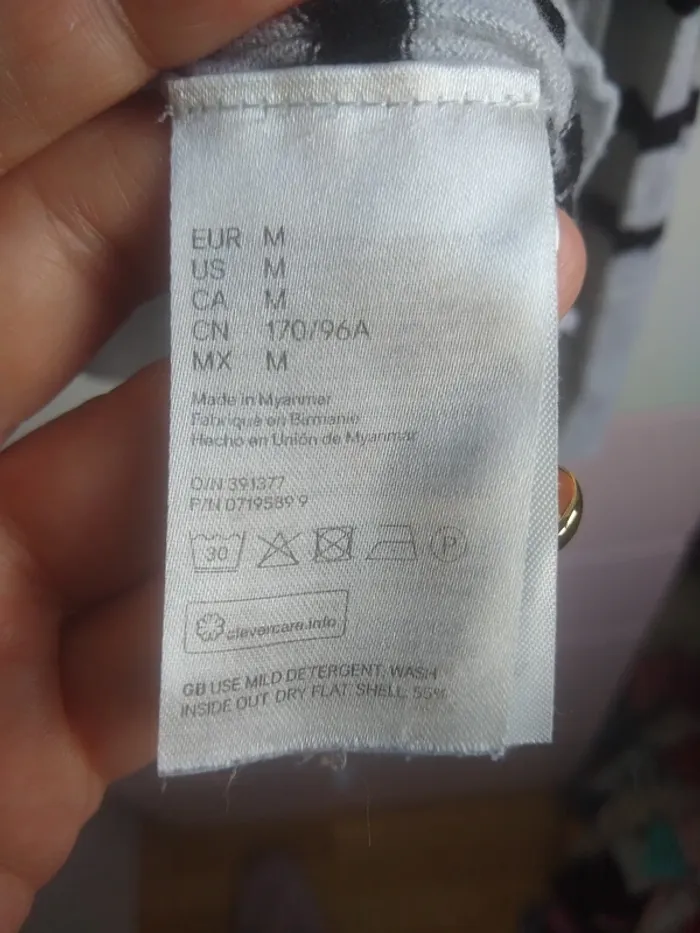 EUR M
US M
CA M
CN 170/96A
MX M
Made in Myanmar
Fabriqué en Birmanie
Hecho en Unión de Myanmar
O/N 391377
P/N 0719589 9
30
P
clevercare.info
GB USE MILD DETERGENT, WASH
INSIDE OUT DRY FLAT SHELL: 55%